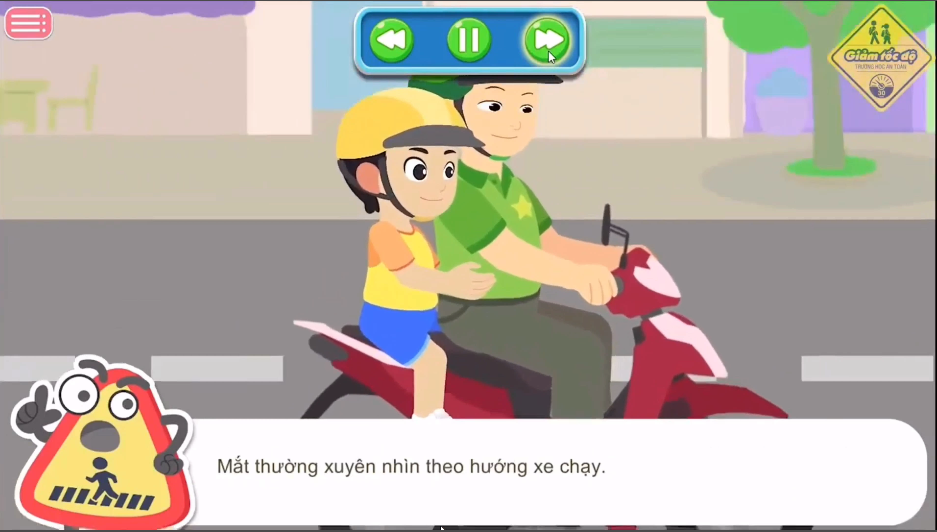 Giảm tốc độ
TRƯỜNG HỌC AN TOÀN
30
Mắt thường xuyên nhìn theo hướng xe chạy.